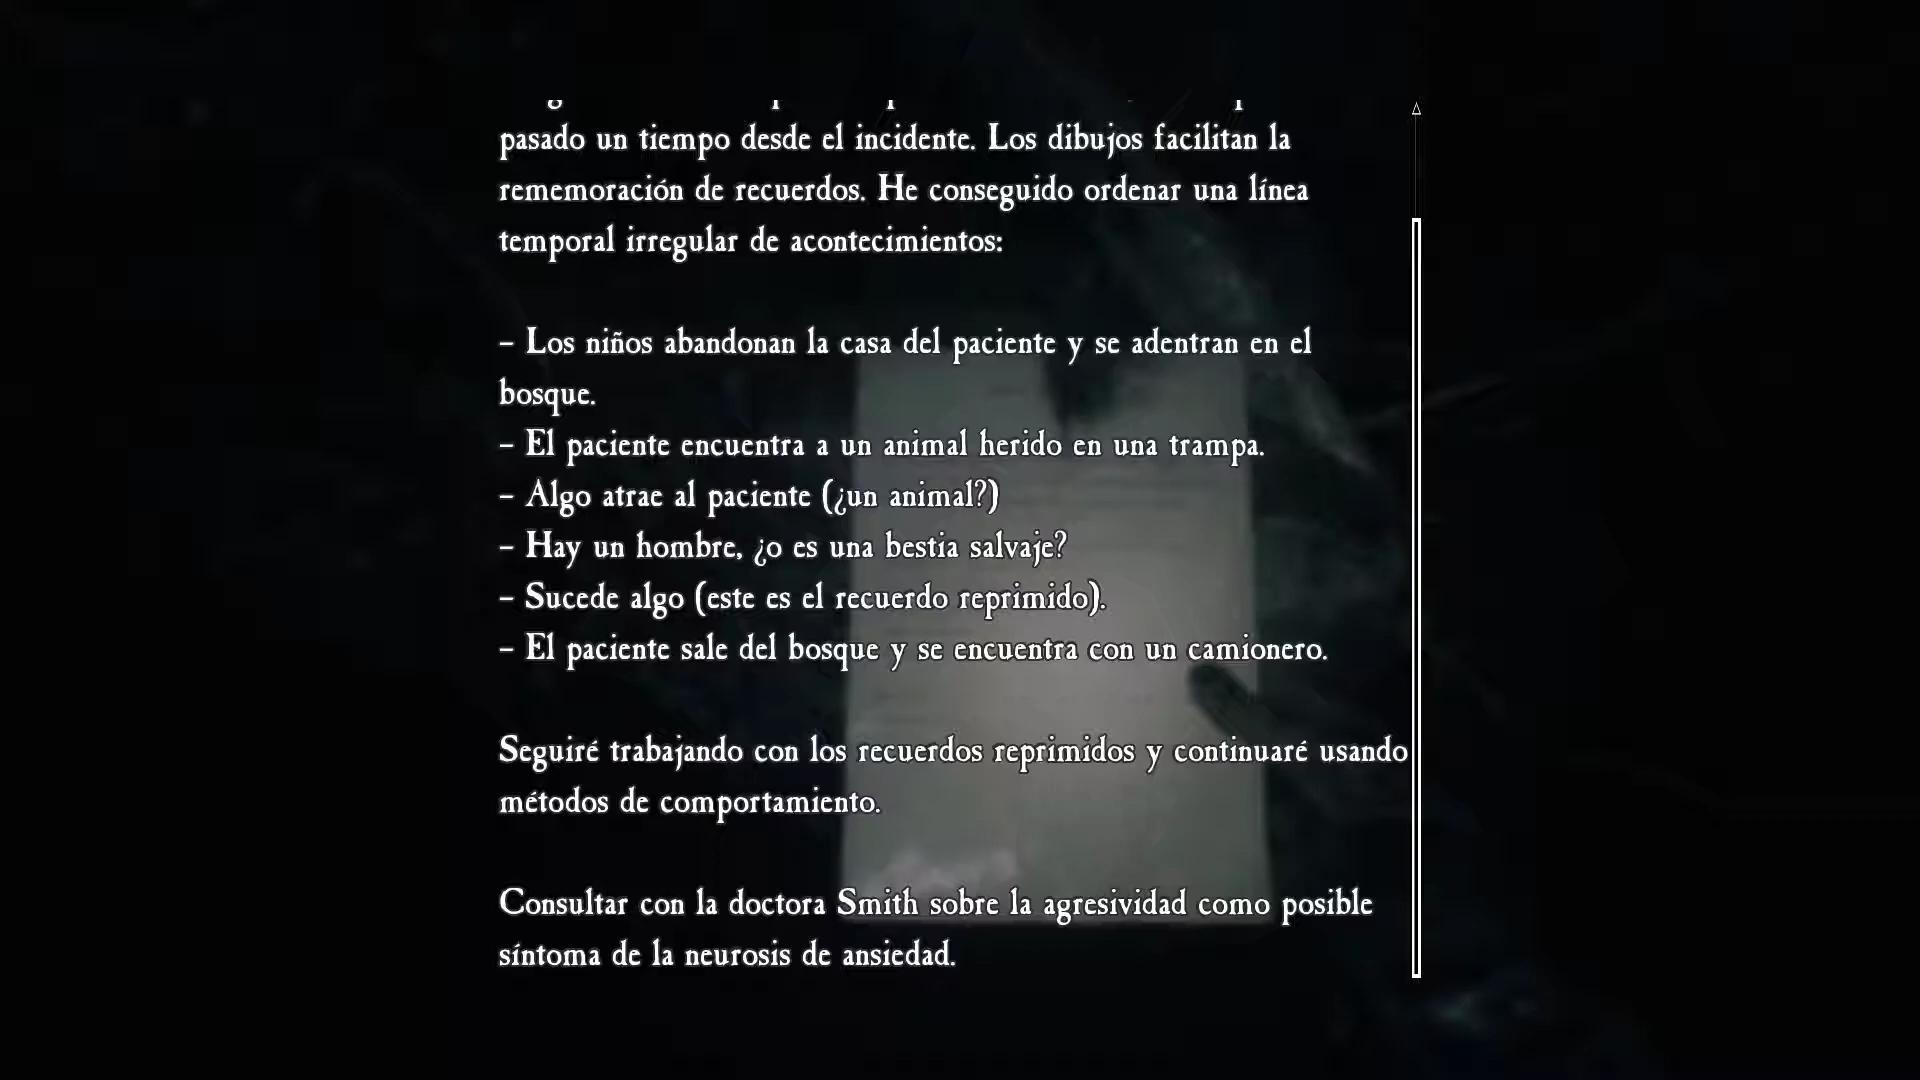 pasado un tiempo desde el incidente. Los dibujos facilitan la
rememoración de recuerdos. He conseguido ordenar una línea
temporal irregular de acontecimientos:
– Los niños abandonan la casa del paciente y se adentran en el
bosque.
– El paciente encuentra a un animal herido en una trampa.
– Algo atrae al paciente (¿un animal?)
– Hay un hombre, ¿o es una bestia salvaje?
– Sucede algo (este es el recuerdo reprimido).
– El paciente sale del bosque y se encuentra con un camionero.
Seguiré trabajando con los recuerdos reprimidos y continuaré usando
métodos de comportamiento.
Consultar con la doctora Smith sobre la agresividad como posible
síntoma de la neurosis de ansiedad.